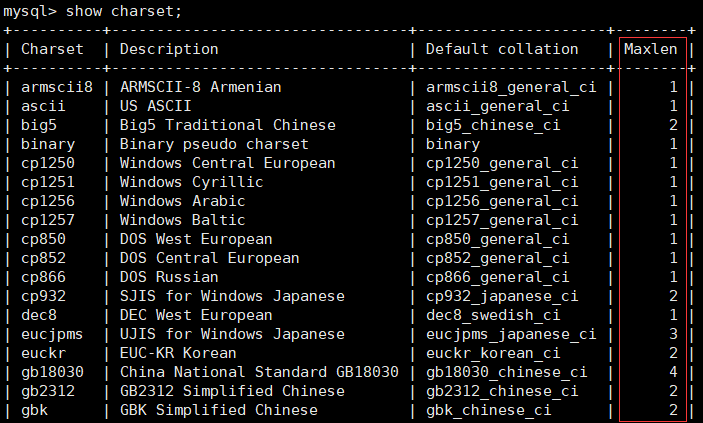 mysql> show charset;
+----------+---------------------------------+---------------------+--------+
| Charset | Description | Default collation | Maxlen |
+----------+---------------------------------+---------------------+--------+
| armscii8 | ARMSCII-8 Armenian | armscii8_general_ci | 1 |
| ascii | US ASCII | ascii_general_ci | 1 |
| big5 | Big5 Traditional Chinese | big5_chinese_ci | 2 |
| binary | Binary pseudo charset | binary | 1 |
| cp1250 | Windows Central European | cp1250_general_ci | 1 |
| cp1251 | Windows Cyrillic | cp1251_general_ci | 1 |
| cp1256 | Windows Arabic | cp1256_general_ci | 1 |
| cp1257 | Windows Baltic | cp1257_general_ci | 1 |
| cp850 | DOS West European | cp850_general_ci | 1 |
| cp852 | DOS Central European | cp852_general_ci | 1 |
| cp866 | DOS Russian | cp866_general_ci | 1 |
| cp932 | SJIS for Windows Japanese | cp932_japanese_ci | 2 |
| dec8 | DEC West European | dec8_swedish_ci | 1 |
| eucjpms | UJIS for Windows Japanese | eucjpms_japanese_ci | 3 |
| euckr | EUC-KR Korean | euckr_korean_ci | 2 |
| gb18030 | China National Standard GB18030 | gb18030_chinese_ci | 4 |
| gb2312 | GB2312 Simplified Chinese | gb2312_chinese_ci | 2 |
| gbk | GBK Simplified Chinese | gbk_chinese_ci | 2 |